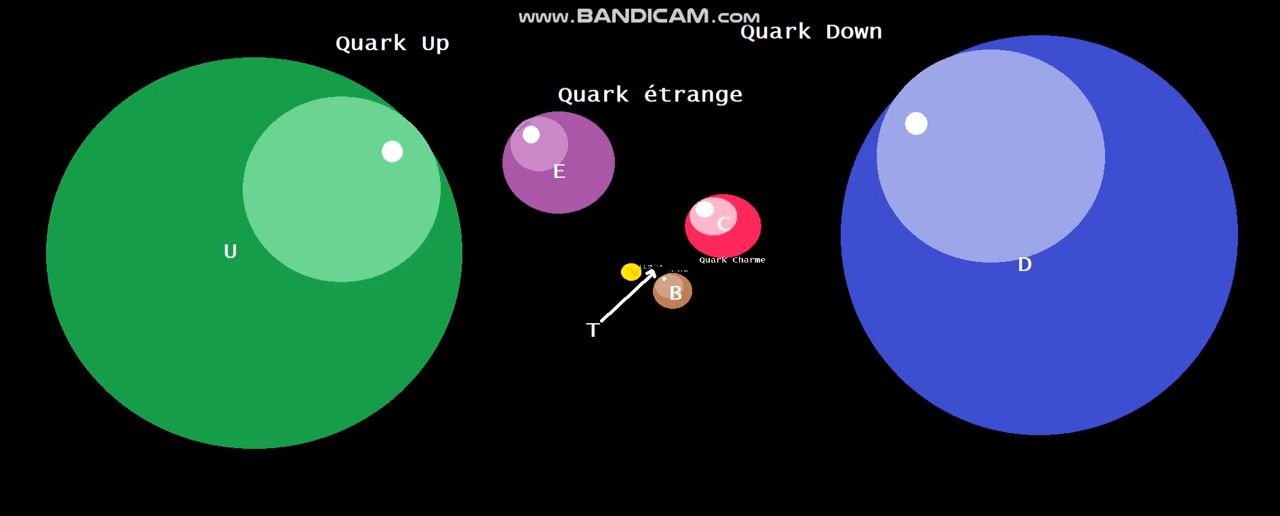 www.BANDICAM.com
Quark Up
Quark Down
Quark étrange
E
C
U
Quark Charme
D
B
T